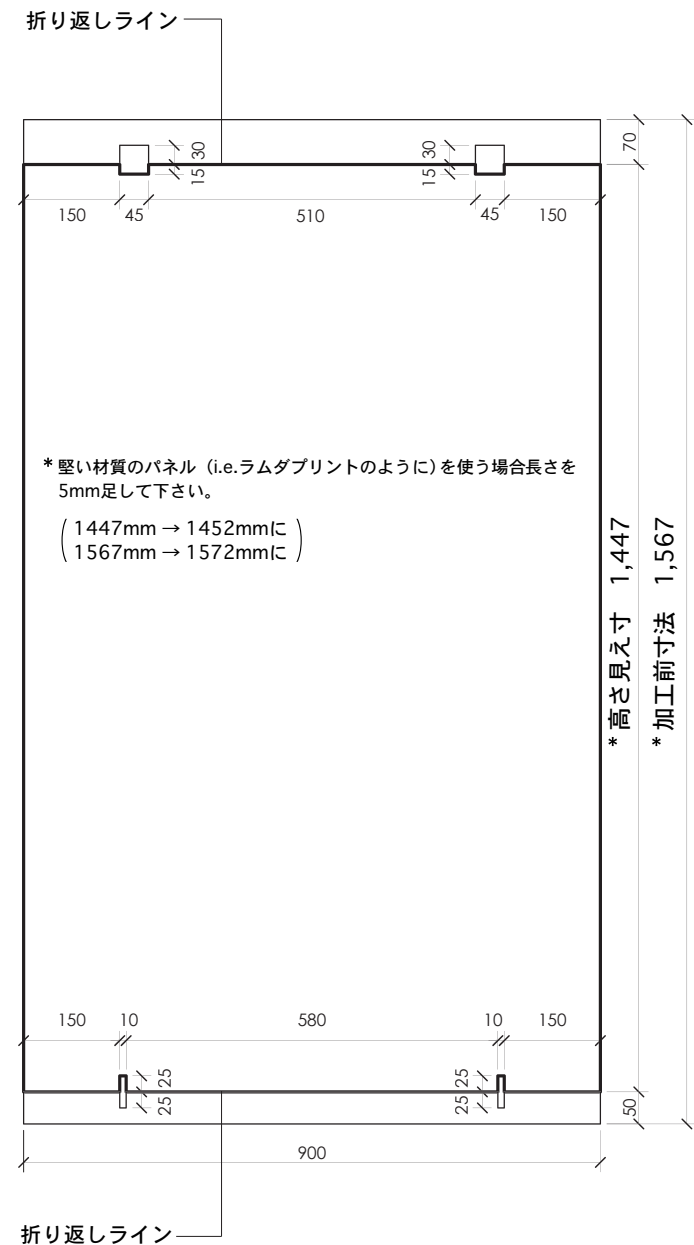 折り返しライン
70
30
30
15
15
150
45
510
45
150
* 堅い材質のパネル（i.e.ラムダプリントのように）を使う場合長さを
5mm足して下さい。
1447mm → 1452mmに
1567mm → 1572mmに
*高さ見え寸 1,447
*加工前寸法 1,567
150
10
580
10
150
25
25
25
25
50
900
折り返しライン